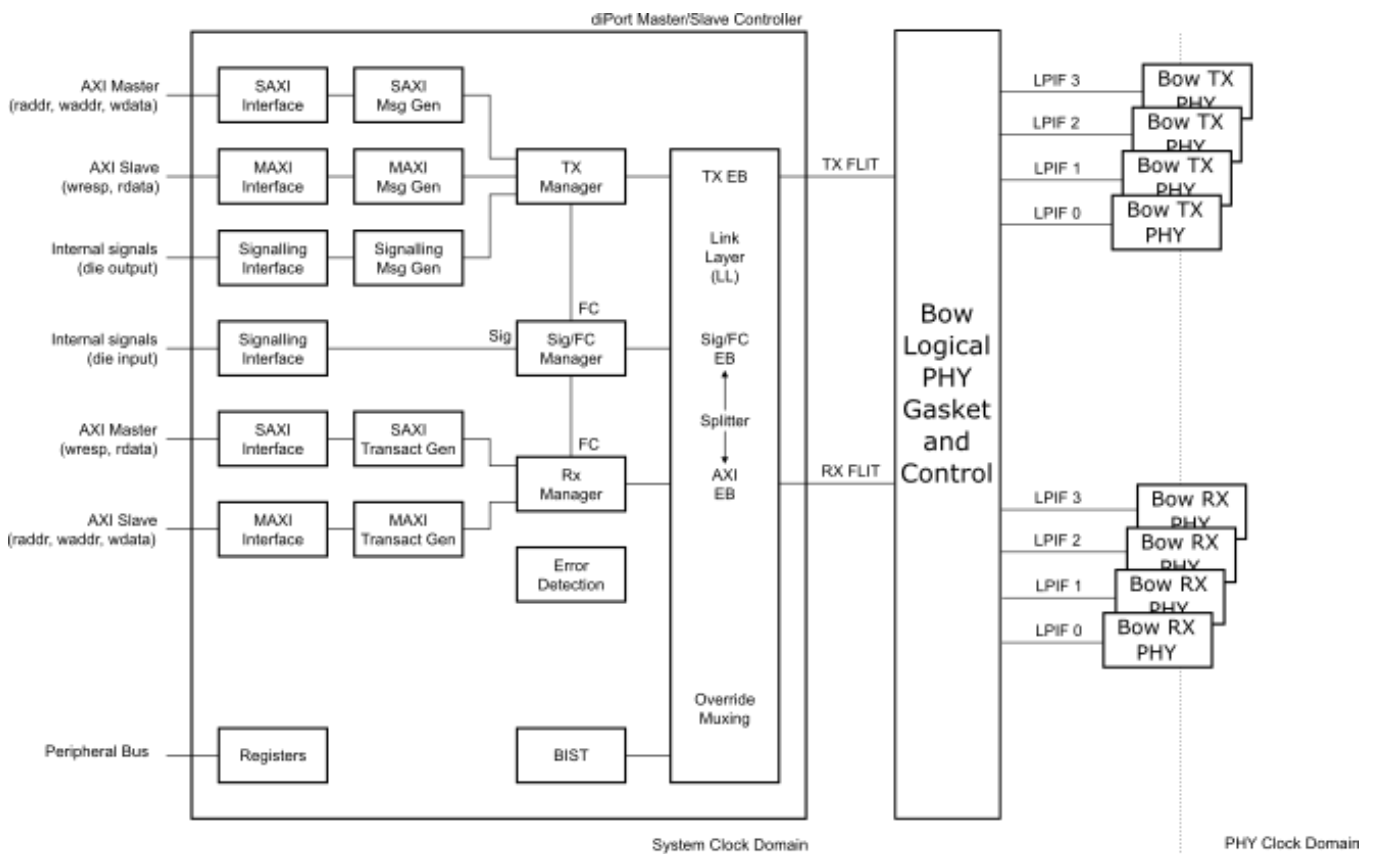 diPort Master/Slave Controller
AXI Master
(raddr, waddr, wdata)
SAXI
Interface
SAXI
Msg Gen
AXI Slave
(wresp, rdata)
MAXI
Interface
MAXI
Msg Gen
TX
Manager
TX EB
TX FLIT
Internal signals
(die output)
Signalling
Interface
Signalling
Msg Gen
Link
Layer
(LL)
FC
Internal signals
(die input)
Signalling
Interface
Sig
Sig/FC
Manager
Sig/FC
EB
Splitter
AXI Master
(wresp, rdata)
SAXI
Interface
SAXI
Transact Gen
FC
Rx
Manager
AXI
EB
RX FLIT
AXI Slave
(raddr, waddr, wdata)
MAXI
Interface
MAXI
Transact Gen
Error
Detection
Override
Muxing
Peripheral Bus
Registers
BIST
System Clock Domain
Bow
Logical
PHY
Gasket
and
Control
LPIF 3
Bow TX
PHY
LPIF 2
Bow TX
PHY
LPIF 1
Bow TX
PHY
LPIF 0
Bow TX
PHY
LPIF 3
Bow RX
PHY
LPIF 2
Bow RX
PHY
LPIF 1
Bow RX
PHY
LPIF 0
Bow RX
PHY
PHY Clock Domain